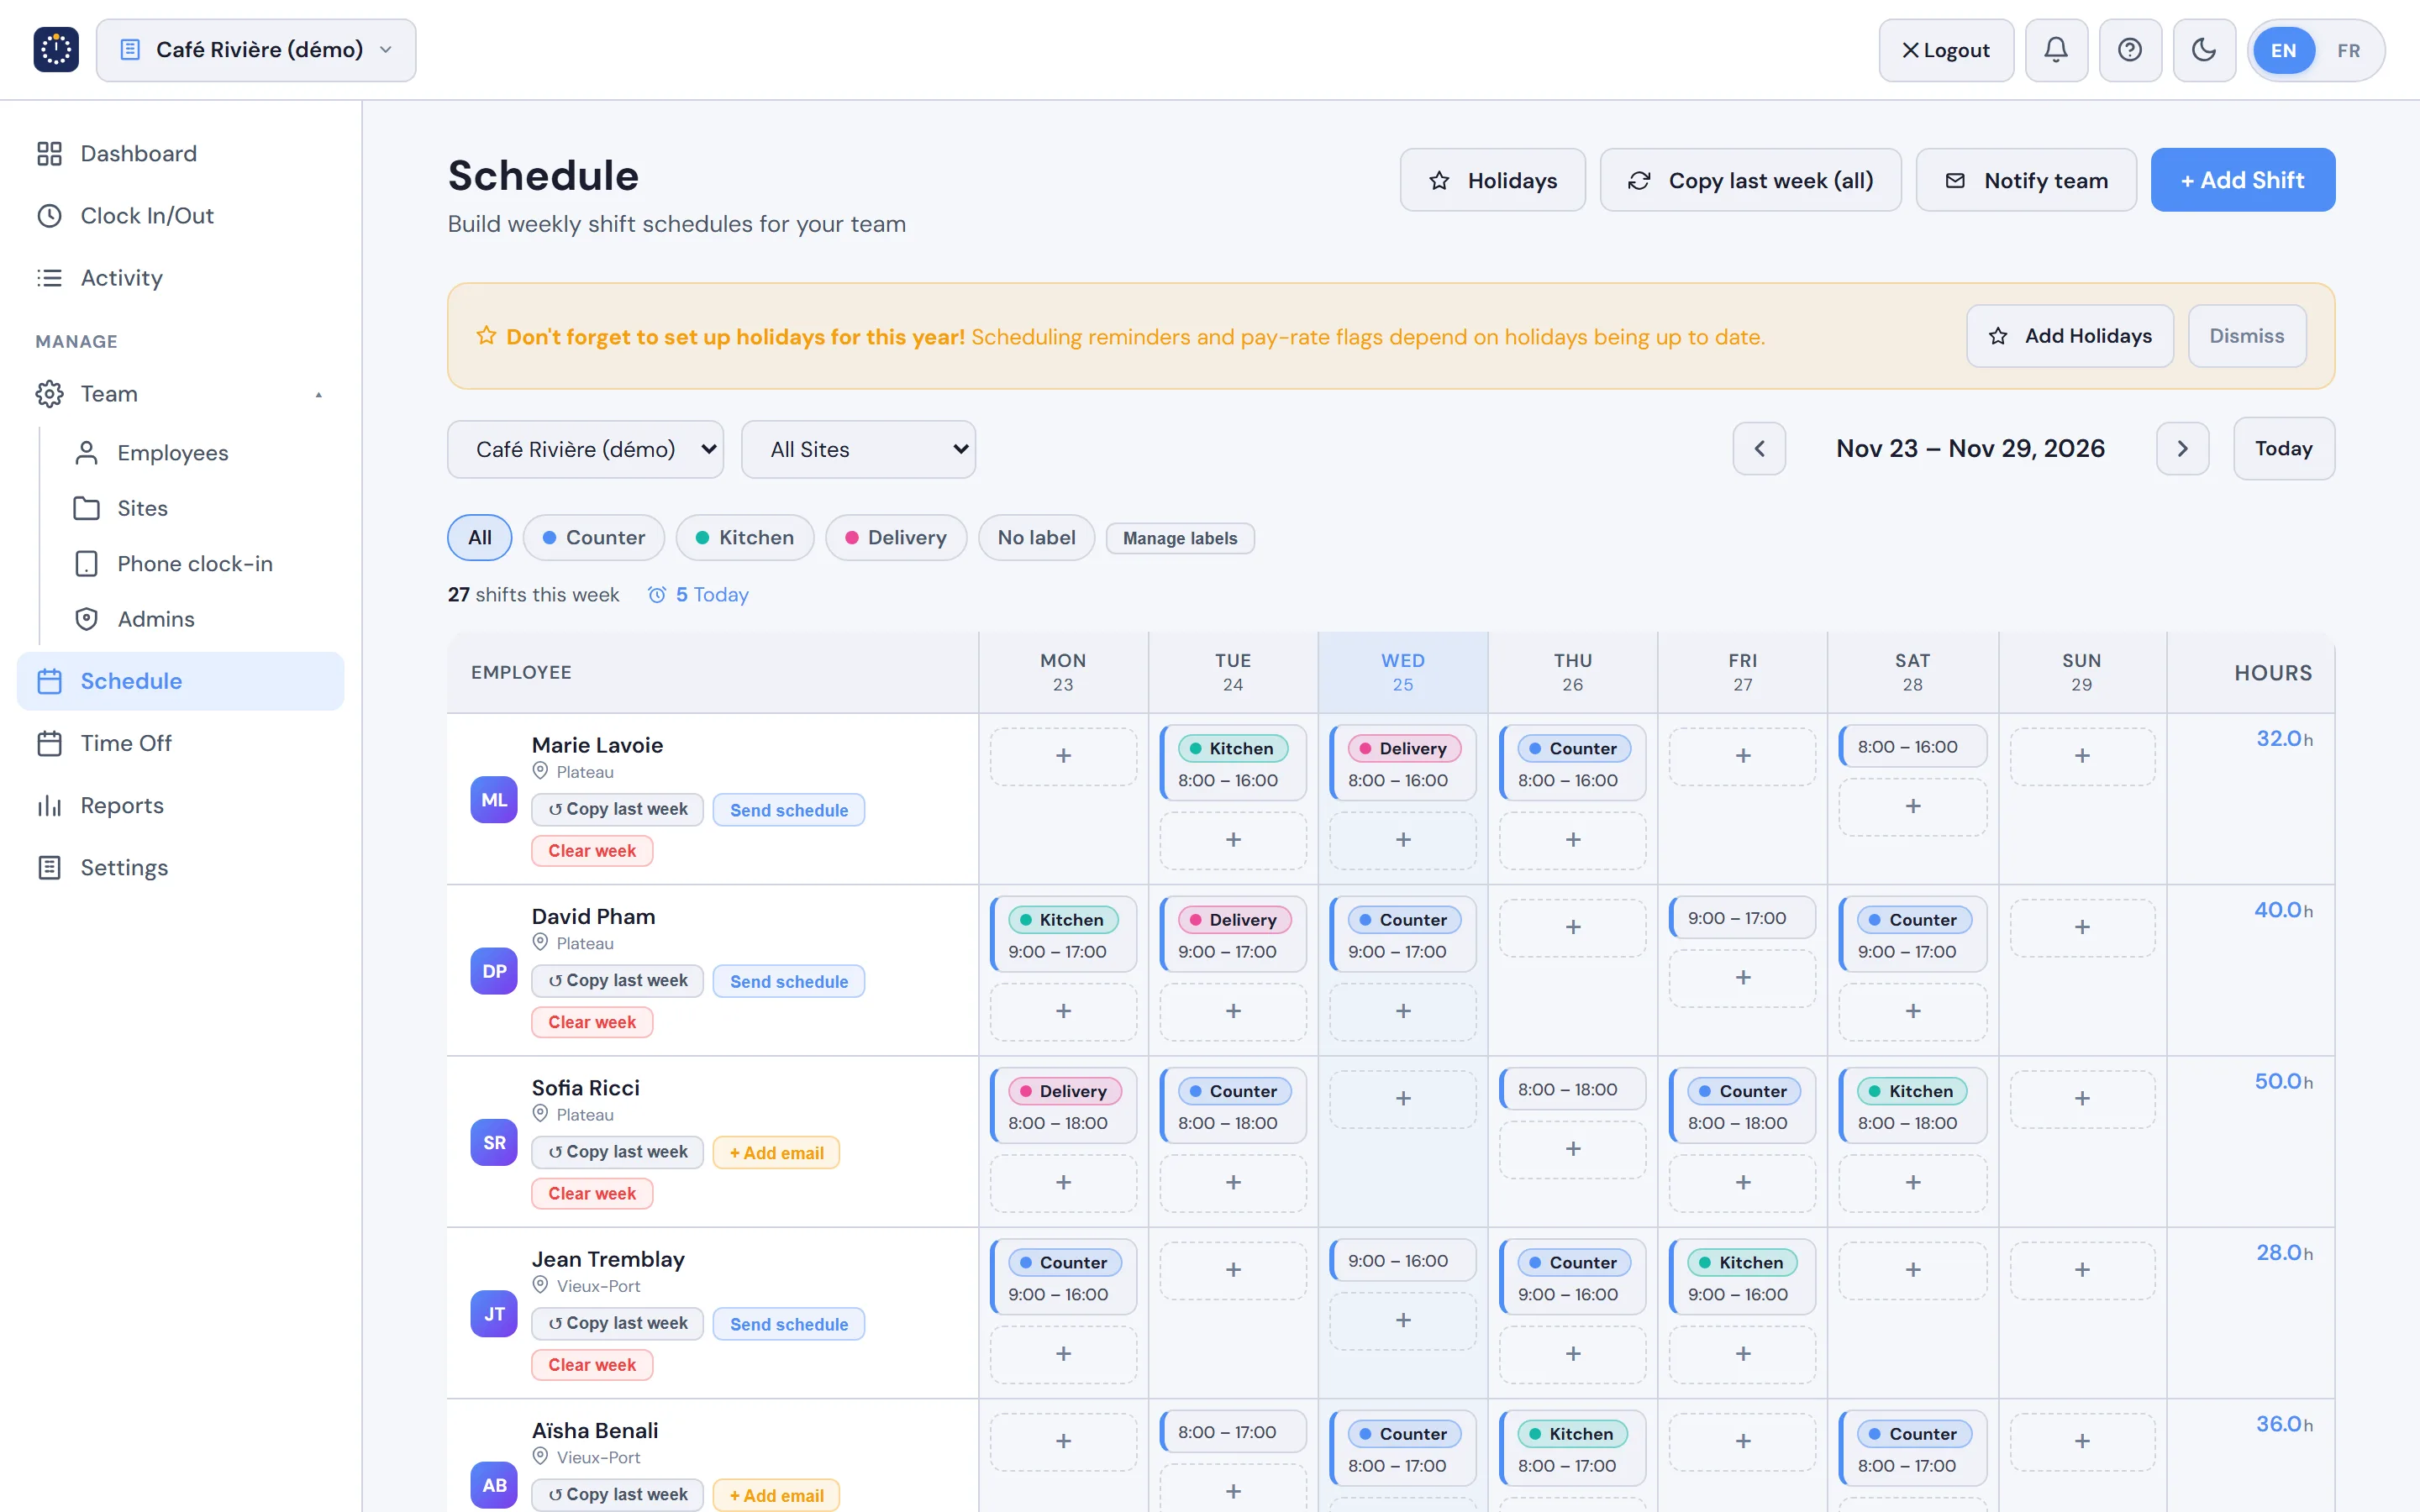 Café Rivière (démo)
Logout
EN FR
Dashboard
Clock In/Out
Activity
MANAGE
Team
Employees
Sites
Phone clock-in
Admins
Schedule
Time Off
Reports
Settings
Schedule
Build weekly shift schedules for your team
Holidays
Copy last week (all)
Notify team
+ Add Shift
Don't forget to set up holidays for this year! Scheduling reminders and pay-rate flags depend on holidays being up to date.
Add Holidays
Dismiss
Café Rivière (démo)
All Sites
Nov 23 – Nov 29, 2026
Today
All Counter Kitchen Delivery No label Manage labels
27 shifts this week 5 Today
EMPLOYEE MON TUE WED THU FRI SAT SUN HOURS
23 24 25 26 27 28 29
ML
Marie Lavoie
Plateau
Copy last week Send schedule
Clear week
+
Kitchen
8:00 – 16:00
+
Delivery
8:00 – 16:00
+
Counter
8:00 – 16:00
+
+
8:00 – 16:00
+
+
32.0h
DP
David Pham
Plateau
Copy last week Send schedule
Clear week
Kitchen
9:00 – 17:00
+
Delivery
9:00 – 17:00
+
Counter
9:00 – 17:00
+
+
9:00 – 17:00
+
Counter
9:00 – 17:00
+
+
40.0h
SR
Sofia Ricci
Plateau
Copy last week + Add email
Clear week
Delivery
8:00 – 18:00
+
Counter
8:00 – 18:00
+
+
8:00 – 18:00
+
Counter
8:00 – 18:00
+
Kitchen
8:00 – 18:00
+
+
50.0h
JT
Jean Tremblay
Vieux-Port
Copy last week Send schedule
Clear week
Counter
9:00 – 16:00
+
+
9:00 – 16:00
+
Counter
9:00 – 16:00
+
Kitchen
9:00 – 16:00
+
+
+
28.0h
AB
Aïsha Benali
Vieux-Port
Copy last week + Add email
+
8:00 – 17:00
+
Counter
8:00 – 17:00
Kitchen
8:00 – 17:00
+
Counter
8:00 – 17:00
+
36.0h